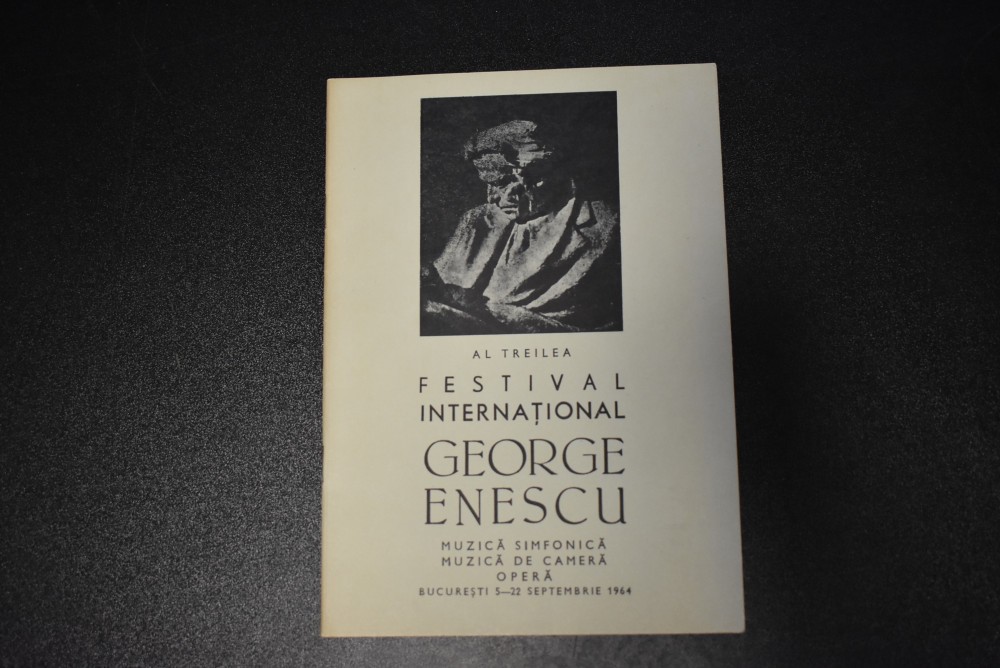 AL TREILEA
FESTIVAL
INTERNAȚIONAL
GEORGE
ENESCU
MUZICĂ SIMFONICĂ
MUZICĂ DE CAMERĂ
OPERĂ
BUCUREȘTI 5—22 SEPTEMBRIE 1964